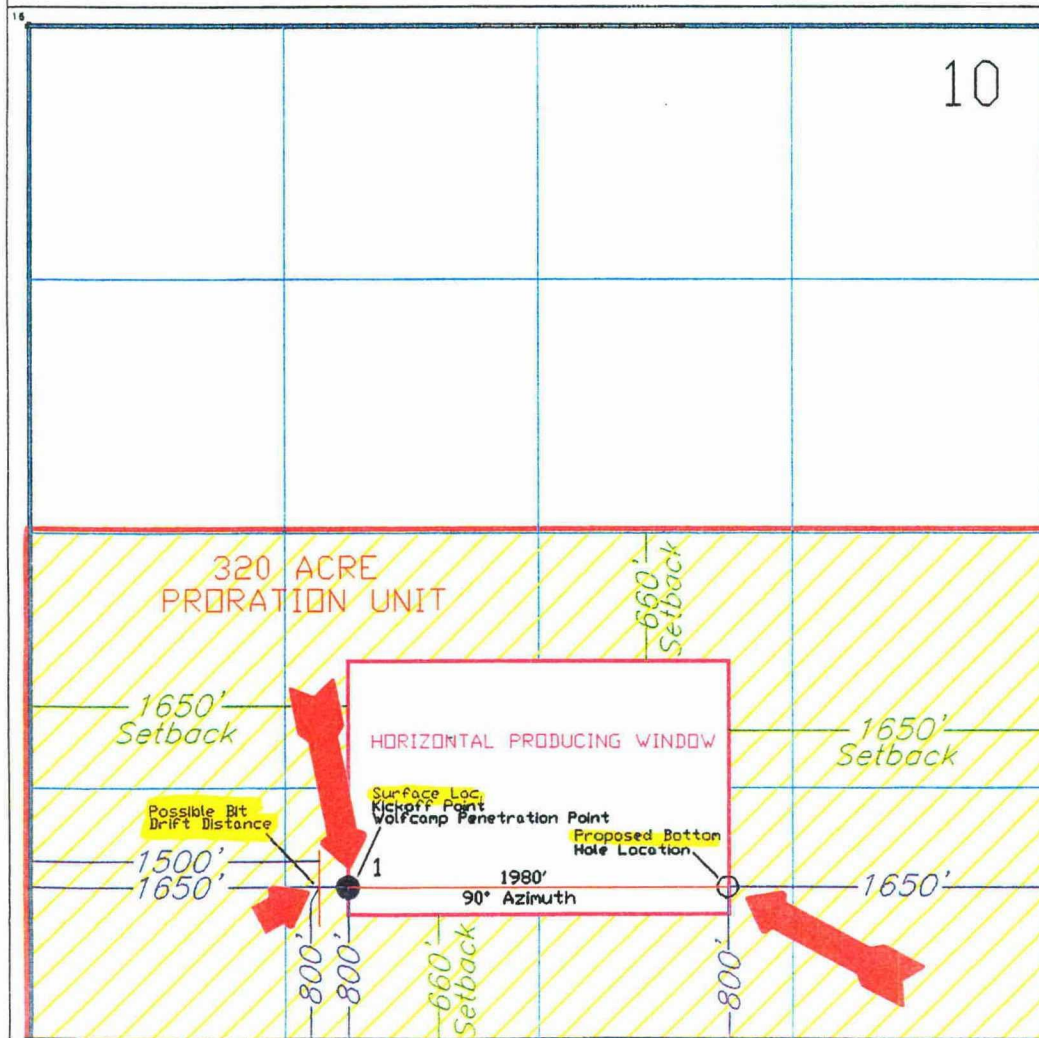 10
320 ACRE
PRORATION UNIT
660'
Setback
1650'
Setback
HORIZONTAL PRODUCING WINDOW
1650'
Setback
Surface Loc,
Kickoff Point
Wolfcamp Penetration Point
Possible Bit
Drift Distance
Proposed Bottom
Hole Location
1500'
1650'
1
1980'
90° Azimuth
1650'
800'
800'
660'
Setback
800'